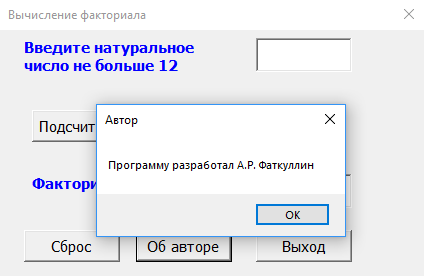 Вычисление факториала
Введите натуральное
число не больше 12
Автор
Программу разработал А.Р. Фаткуллин
OK
Сброс
Об авторе
Выход